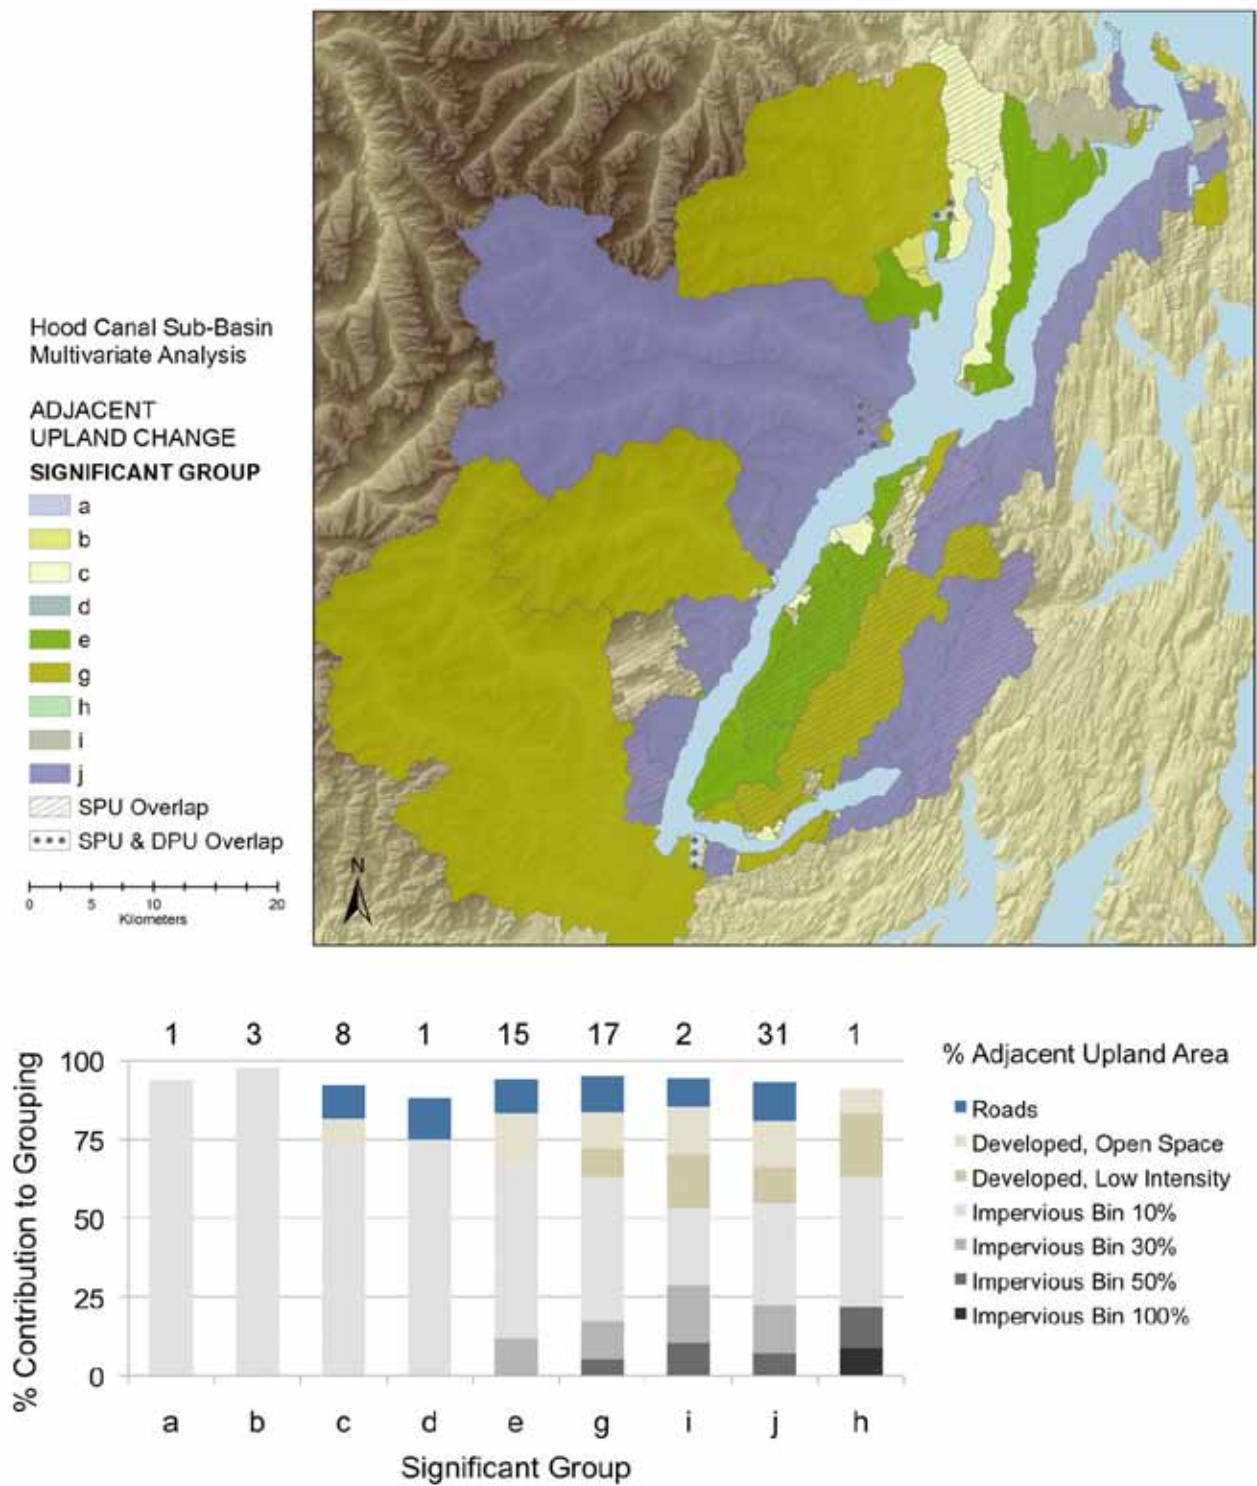 Hood Canal Sub-Basin
Multivariate Analysis
ADJACENT
UPLAND CHANGE
SIGNIFICANT GROUP
a
b
c
d
e
g
h
i
j
SPU Overlap
SPU & DPU Overlap
0 5 10 20
Kilometers
N
1 3 8 1 15 17 2 31 1
% Contribution to Grouping
100
75
50
25
0
a b c d e g i j h
Significant Group
% Adjacent Upland Area
Roads
Developed, Open Space
Developed, Low Intensity
Impervious Bin 10%
Impervious Bin 30%
Impervious Bin 50%
Impervious Bin 100%